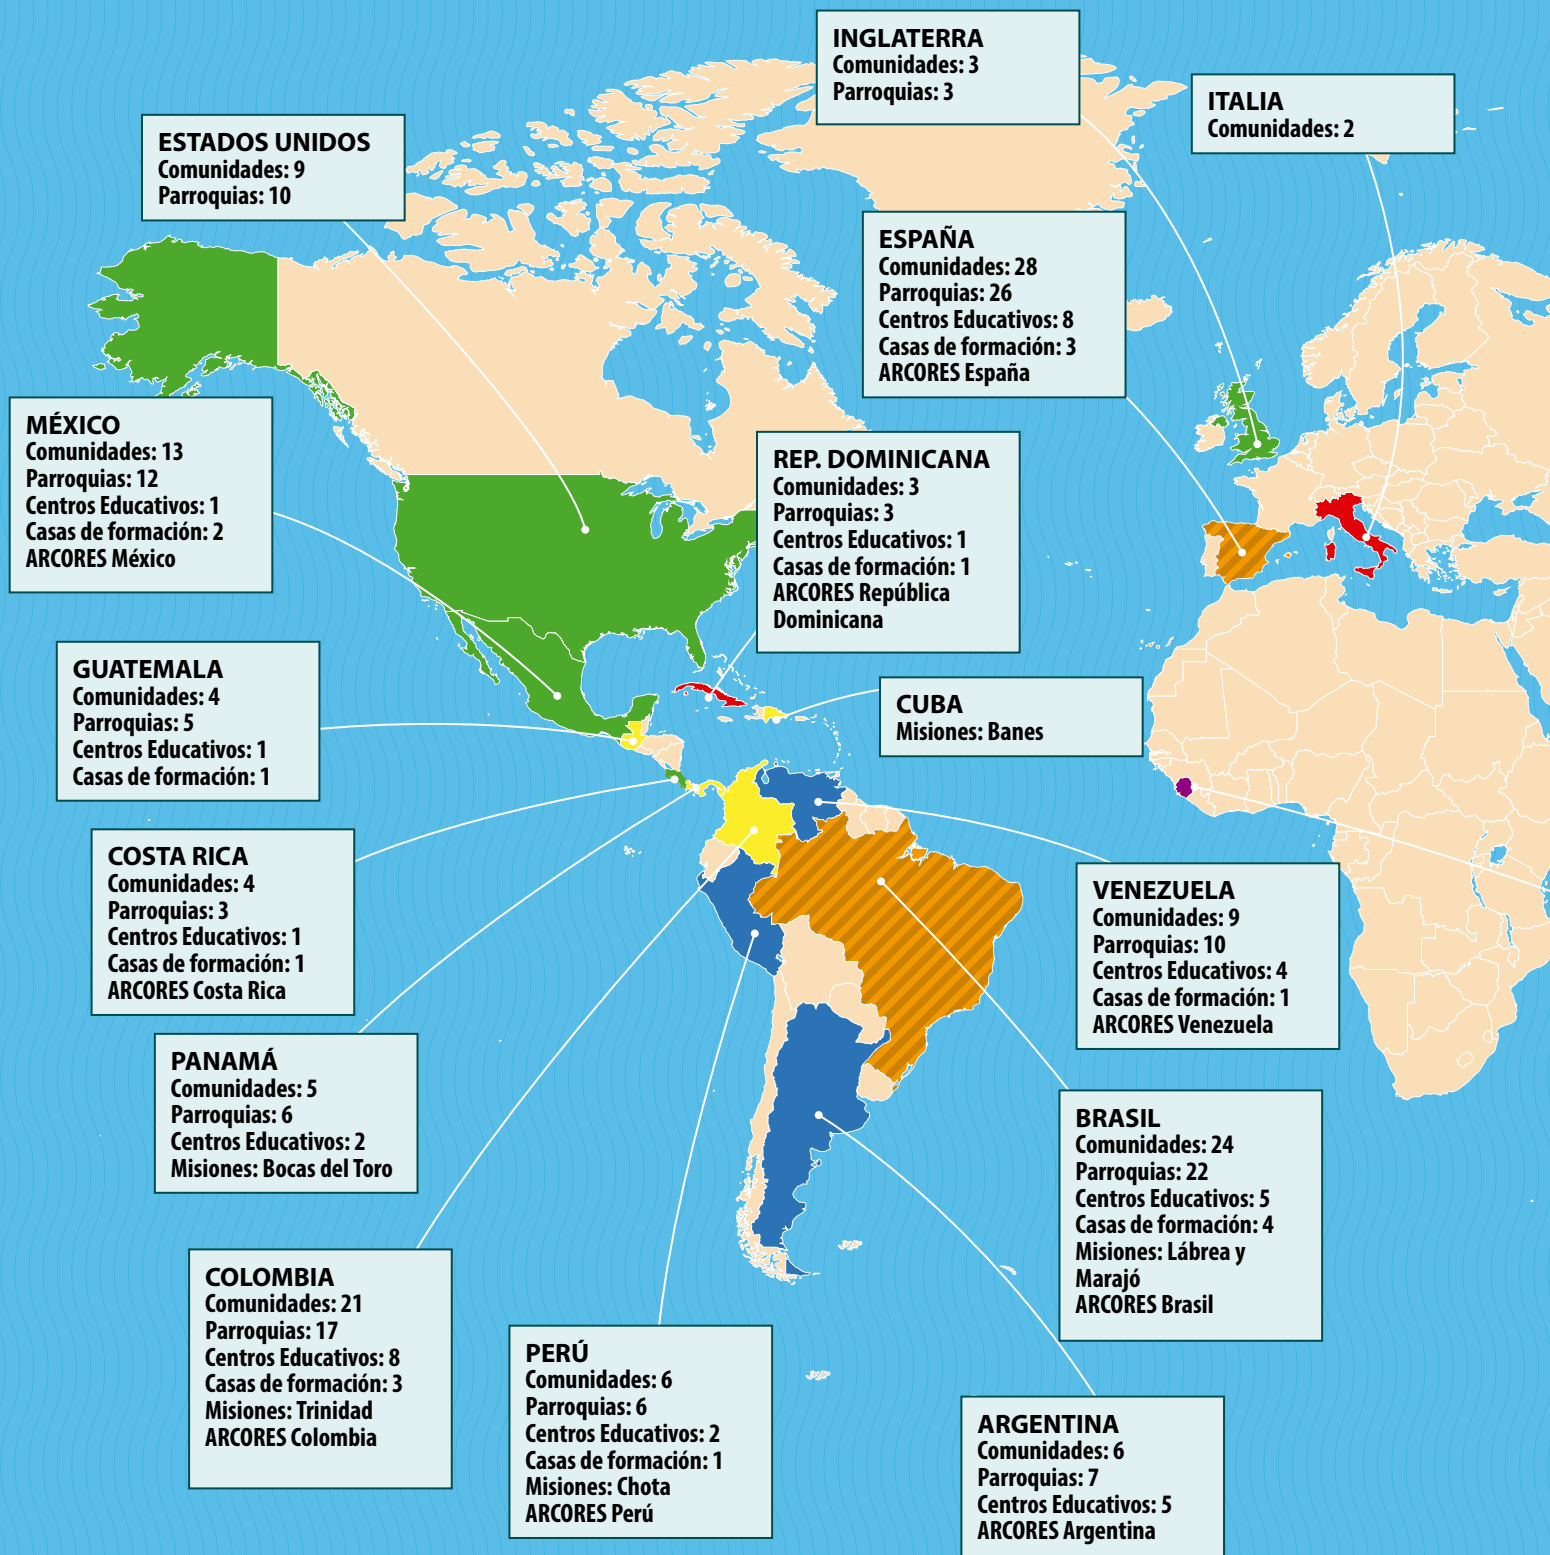 INGLATERRA
Comunidades: 3
Parroquias: 3
ITALIA
Comunidades: 2
ESTADOS UNIDOS
Comunidades: 9
Parroquias: 10
ESPAÑA
Comunidades: 28
Parroquias: 26
Centros Educativos: 8
Casas de formación: 3
ARCORES España
MÉXICO
Comunidades: 13
Parroquias: 12
Centros Educativos: 1
Casas de formación: 2
ARCORES México
REP. DOMINICANA
Comunidades: 3
Parroquias: 3
Centros Educativos: 1
Casas de formación: 1
ARCORES República
Dominicana
GUATEMALA
Comunidades: 4
Parroquias: 5
Centros Educativos: 1
Casas de formación: 1
CUBA
Misiones: Banes
COSTA RICA
Comunidades: 4
Parroquias: 3
Centros Educativos: 1
Casas de formación: 1
ARCORES Costa Rica
VENEZUELA
Comunidades: 9
Parroquias: 10
Centros Educativos: 4
Casas de formación: 1
ARCORES Venezuela
PANAMÁ
Comunidades: 5
Parroquias: 6
Centros Educativos: 2
Misiones: Bocas del Toro
BRASIL
Comunidades: 24
Parroquias: 22
Centros Educativos: 5
Casas de formación: 4
Misiones: Lábrea y
Marajó
ARCORES Brasil
COLOMBIA
Comunidades: 21
Parroquias: 17
Centros Educativos: 8
Casas de formación: 3
Misiones: Trinidad
ARCORES Colombia
PERÚ
Comunidades: 6
Parroquias: 6
Centros Educativos: 2
Casas de formación: 1
Misiones: Chota
ARCORES Perú
ARGENTINA
Comunidades: 6
Parroquias: 7
Centros Educativos: 5
ARCORES Argentina